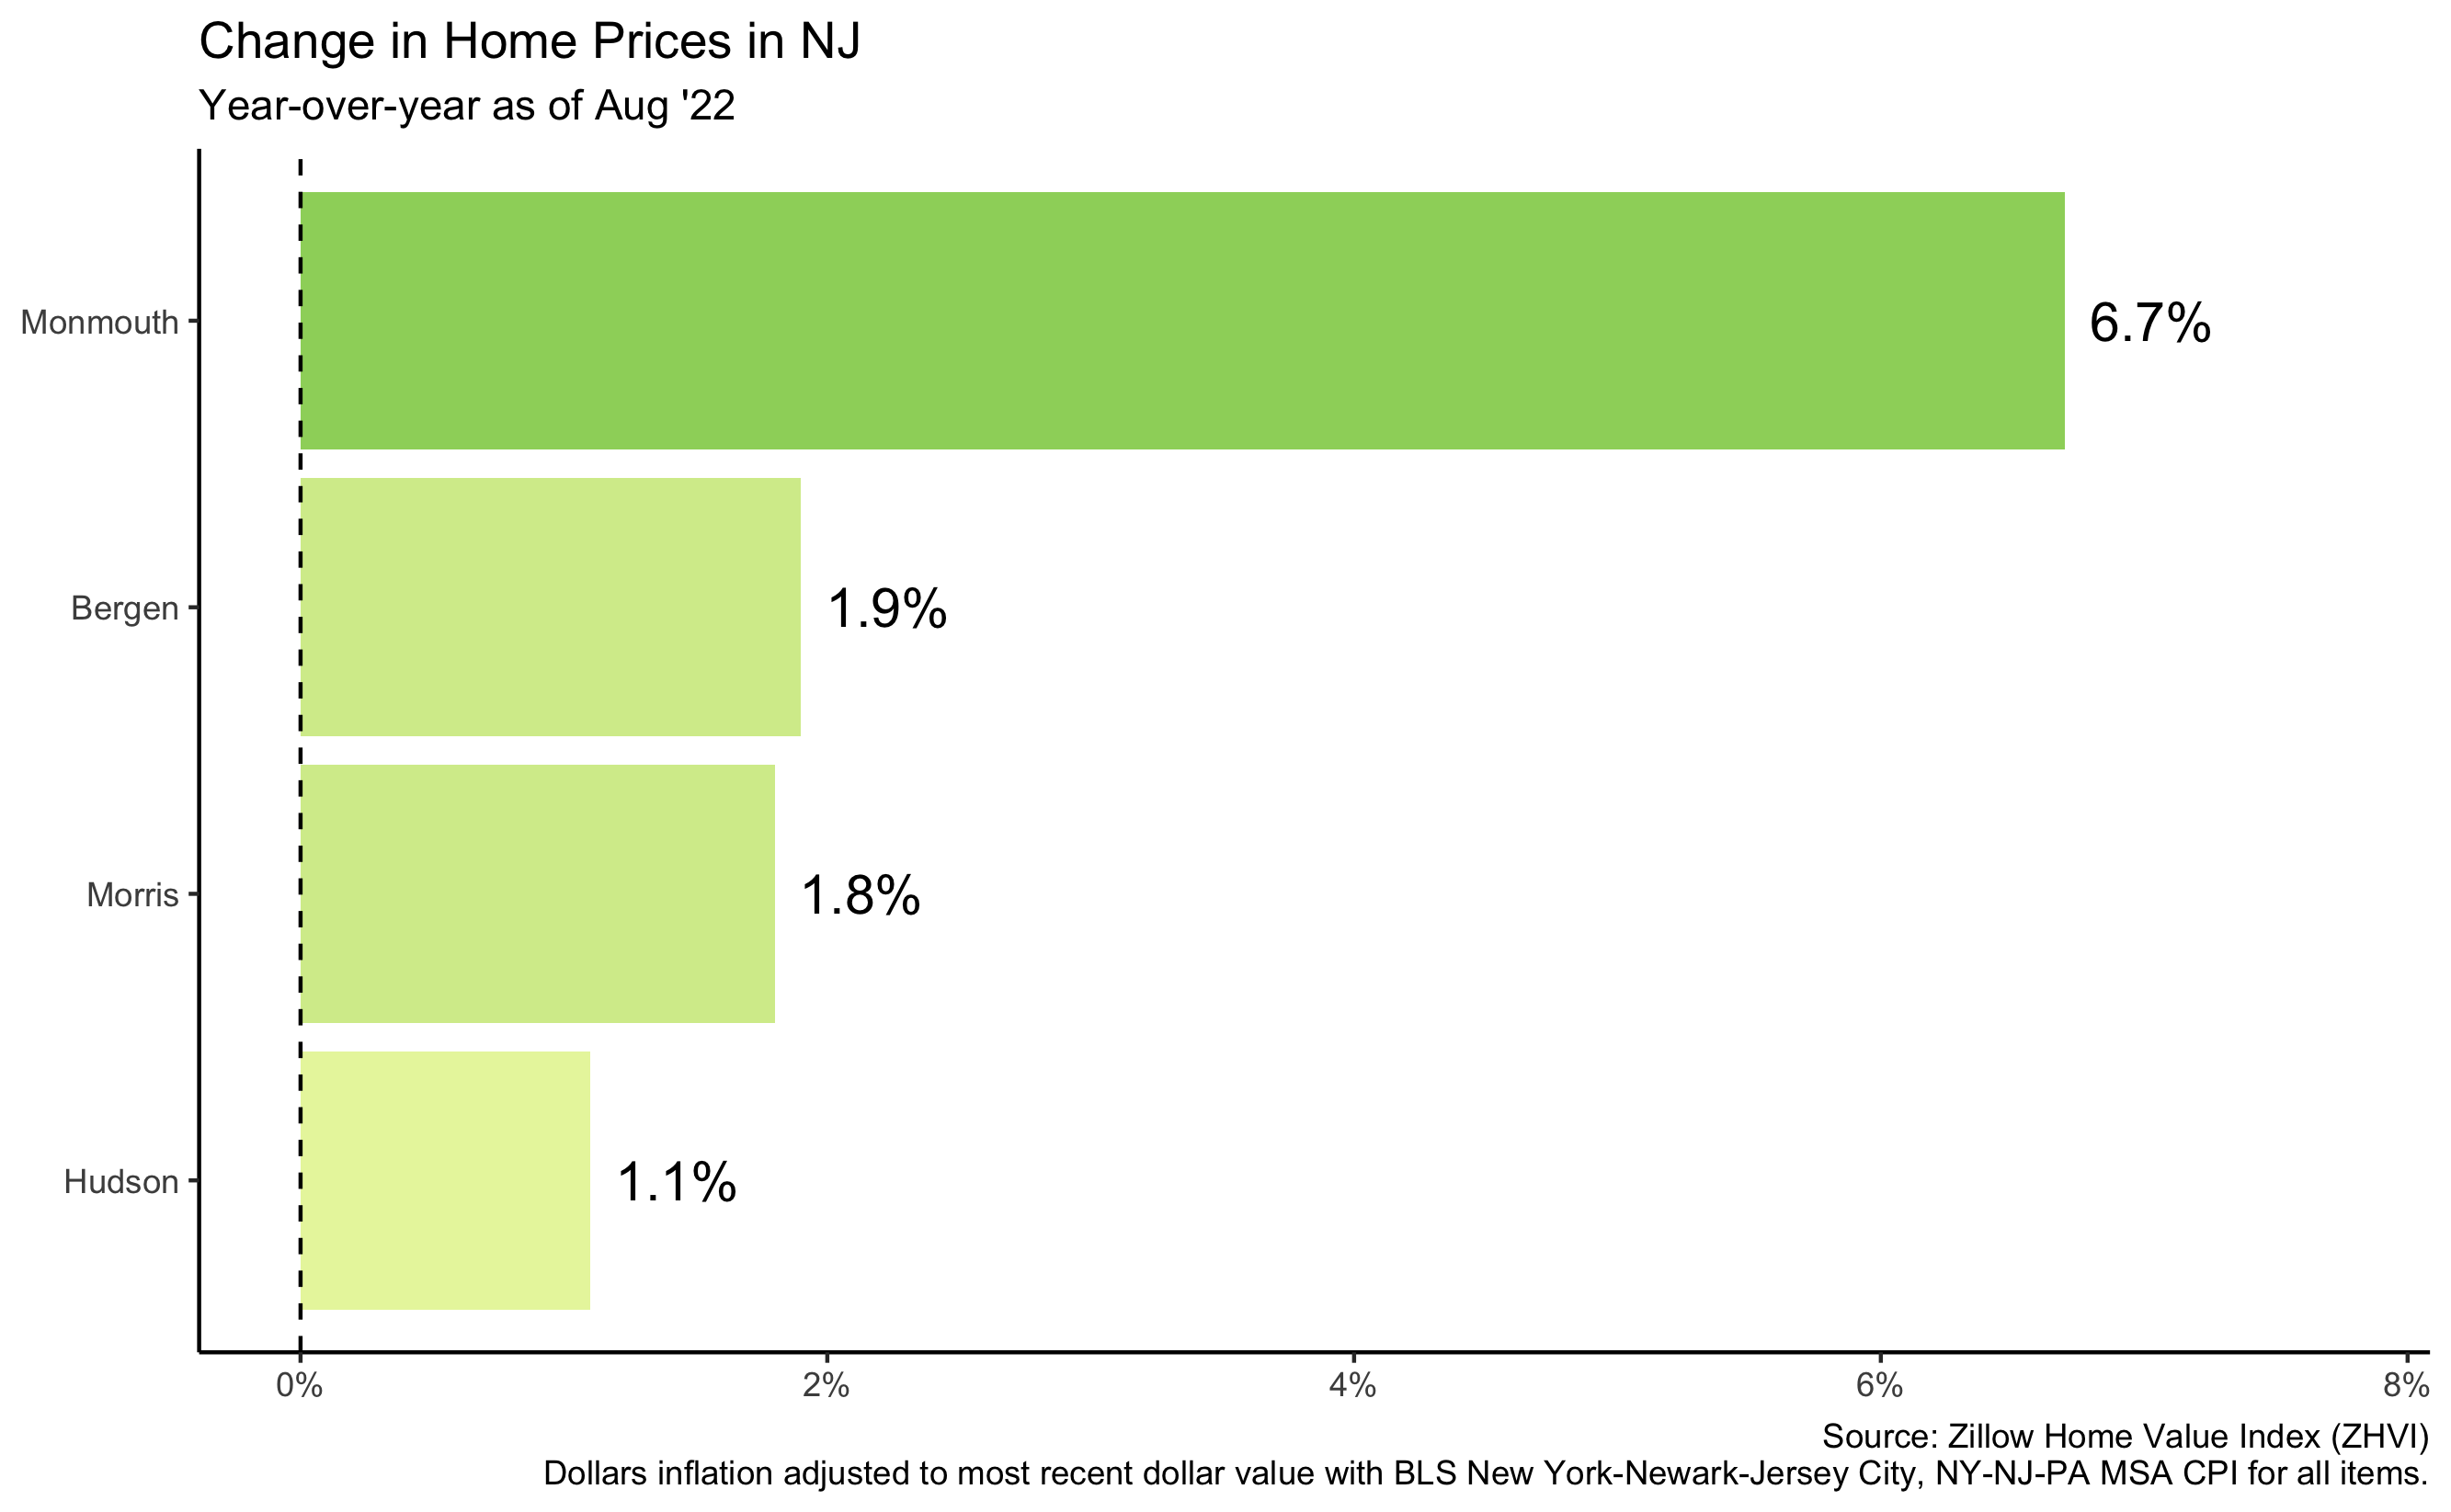 Change in Home Prices in NJ
Year-over-year as of Aug '22
Monmouth
6.7%
Bergen
1.9%
Morris
1.8%
Hudson
1.1%
0%
2%
4%
6%
8%
Source: Zillow Home Value Index (ZHVI)
Dollars inflation adjusted to most recent dollar value with BLS New York-Newark-Jersey City, NY-NJ-PA MSA CPI for all items.